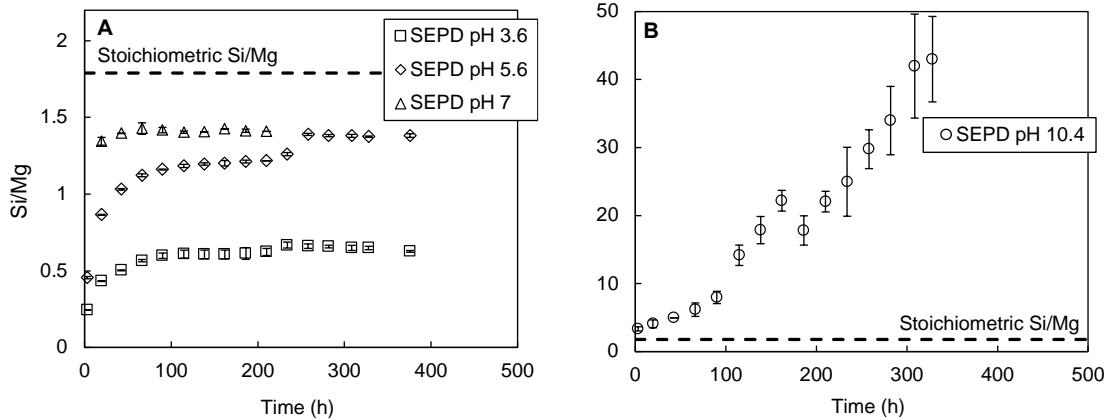 A
Stoichiometric Si/Mg
SEPD pH 3.6
SEPD pH 5.6
SEPD pH 7
Si/Mg
2
1.5
1
0.5
0
0 100 200 300 400 500
Time (h)
B
SEPD pH 10.4
Stoichiometric Si/Mg
50
40
30
20
10
0
0 100 200 300 400 500
Time (h)